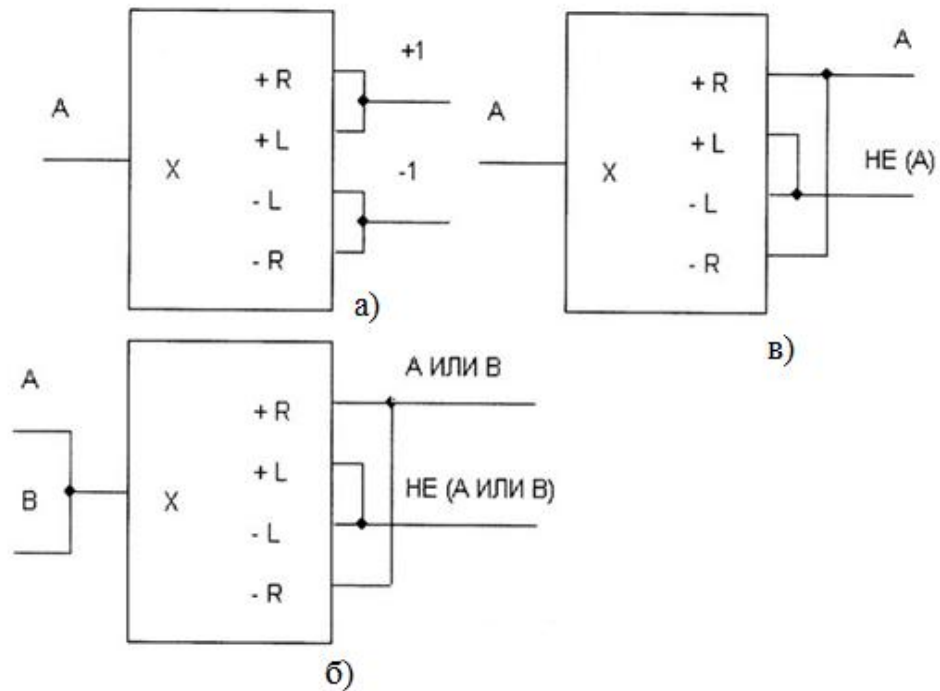 A
X
+ R
+ L
- L
- R
+1
-1
а)
A
X
+ R
+ L
- L
- R
A
НЕ (A)
в)
A
B
X
+ R
+ L
- L
- R
А ИЛИ В
НЕ (А ИЛИ В)
б)